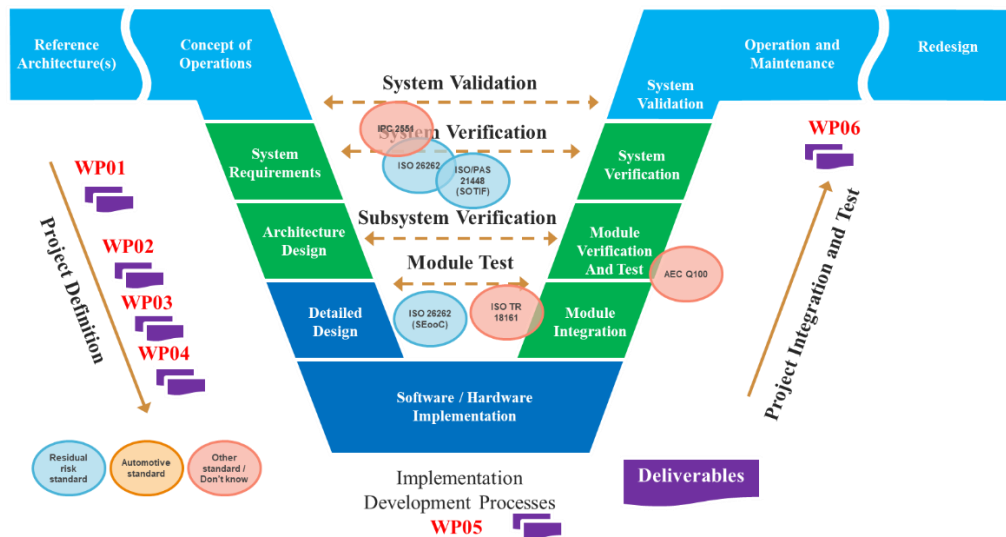 Reference
Architecture(s)
Concept of
Operations
Operation and
Maintenance
Redesign
System Validation
System
Validation
IPC 2551
System Verification
ISO 26262
ISO/PAS
21448
(SOTIF)
System
Requirements
System
Verification
WP06
WP01
Project Definition
Subsystem Verification
Architecture
Design
Module
Verification
And Test
AEC Q100
Project Integration and Test
WP02
Module Test
WP03
Detailed
Design
ISO 26262
(SEooC)
ISO TR
18161
Module
Integration
WP04
Software / Hardware
Implementation
Residual
risk
standard
Automotive
standard
Other
standard /
Don't know
Implementation
Development Processes
WP05
Deliverables